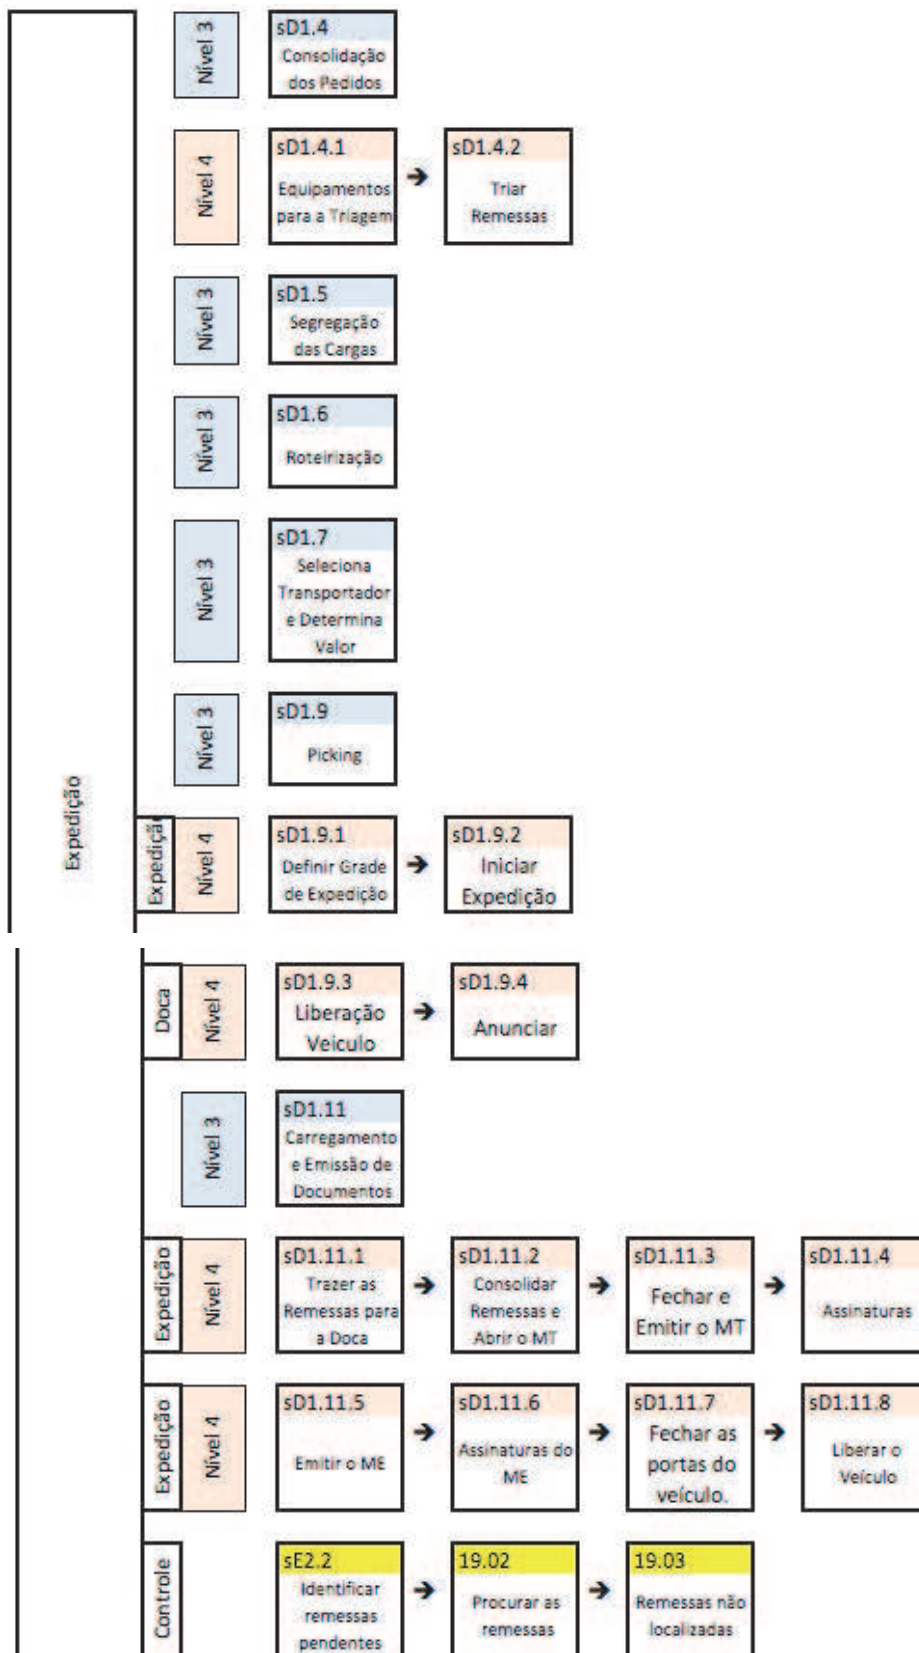 Expedição
Nível 3
sD1.4
Consolidação
dos Pedidos
Nível 4
sD1.4.1
Equipamentos
para a Triagem
➔
sD1.4.2
Triar
Remessas
Nível 3
sD1.5
Segregação
das Cargas
Nível 3
sD1.6
Roteirização
Nível 3
sD1.7
Seleciona
Transportador
e Determina
Valor
Nível 3
sD1.9
Picking
Expediçã
Nível 4
sD1.9.1
Definir Grade
de Expedição
➔
sD1.9.2
Iniciar
Expedição
Doca
Nível 4
sD1.9.3
Liberação
Veiculo
➔
sD1.9.4
Anunciar
Nível 3
sD1.11
Carregamento
e Emissão de
Documentos
Expedição
Nível 4
sD1.11.1
Trazer as
Remessas para
a Doca
➔
sD1.11.2
Consolidar
Remessas e
Abrir o MT
➔
sD1.11.3
Fechar e
Emitir o MT
➔
sD1.11.4
Assinaturas
Expedição
Nível 4
sD1.11.5
Emitir o ME
➔
sD1.11.6
Assinaturas do
ME
➔
sD1.11.7
Fechar as
portas do
veículo.
➔
sD1.11.8
Liberar o
Veículo
Controle
sE2.2
Identificar
remessas
pendentes
➔
19.02
Procurar as
remessas
➔
19.03
Remessas não
localizadas